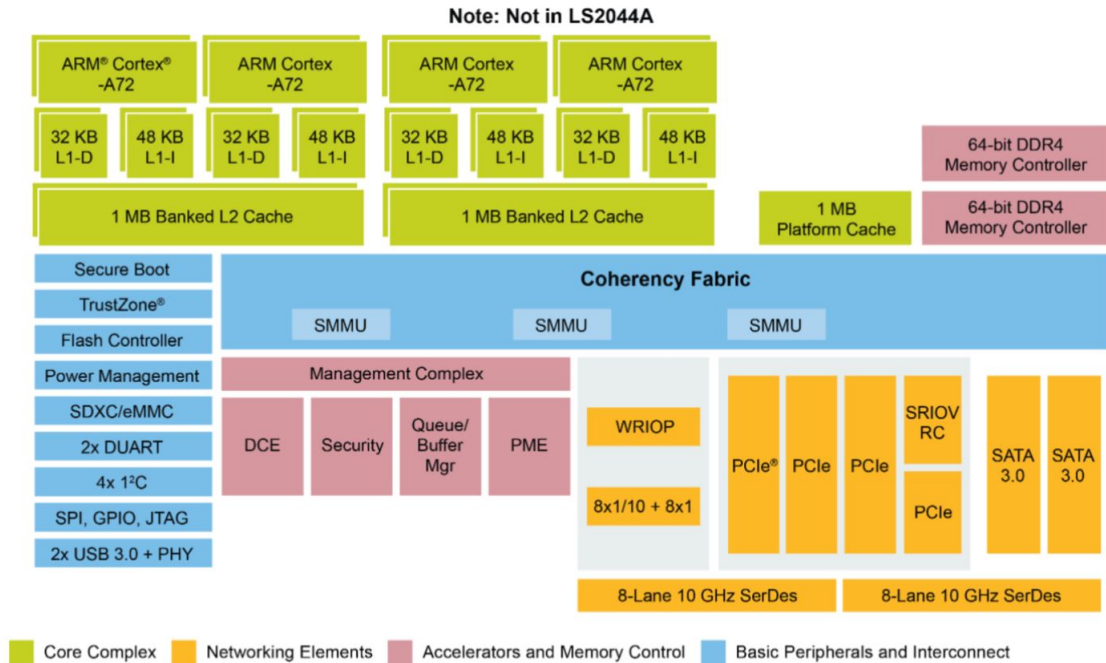 Note: Not in LS2044A
ARM® Cortex®
-A72
ARM Cortex
-A72
ARM Cortex
-A72
ARM Cortex
-A72
32 KB
L1-D
48 KB
L1-I
32 KB
L1-D
48 KB
L1-I
32 KB
L1-D
48 KB
L1-I
32 KB
L1-D
48 KB
L1-I
64-bit DDR4
Memory Controller
1 MB Banked L2 Cache
1 MB Banked L2 Cache
1 MB
Platform Cache
64-bit DDR4
Memory Controller
Secure Boot
TrustZone®
Flash Controller
Power Management
SDXC/eMMC
2x DUART
4x 1²C
SPI, GPIO, JTAG
2x USB 3.0 + PHY
Coherency Fabric
SMMU
SMMU
SMMU
Management Complex
DCE
Security
Queue/
Buffer
Mgr
PME
WRIOP
8x1/10 + 8x1
PCIe®
PCIe
PCIe
SRIOV
RC
PCIe
SATA
3.0
SATA
3.0
8-Lane 10 GHz SerDes
8-Lane 10 GHz SerDes
Core Complex
Networking Elements
Accelerators and Memory Control
Basic Peripherals and Interconnect